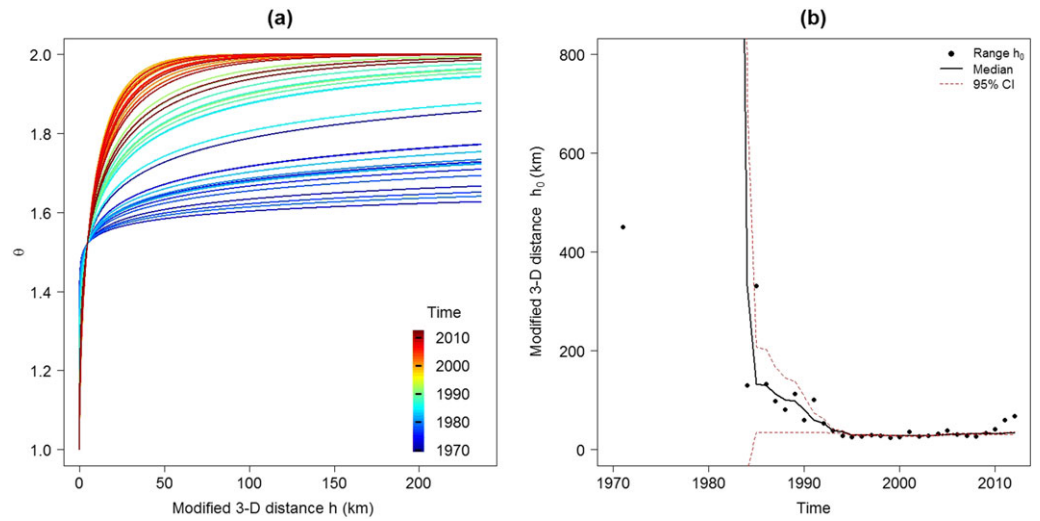 (a)
2.0
1.8
1.6
1.4
1.2
1.0
θ
0
50
100
150
200
Modified 3-D distance h (km)
Time
2010
2000
1990
1980
1970
(b)
800
600
400
200
0
Modified 3-D distance h₀ (km)
1970
1980
1990
2000
2010
Time
Range h₀
Median
95% CI